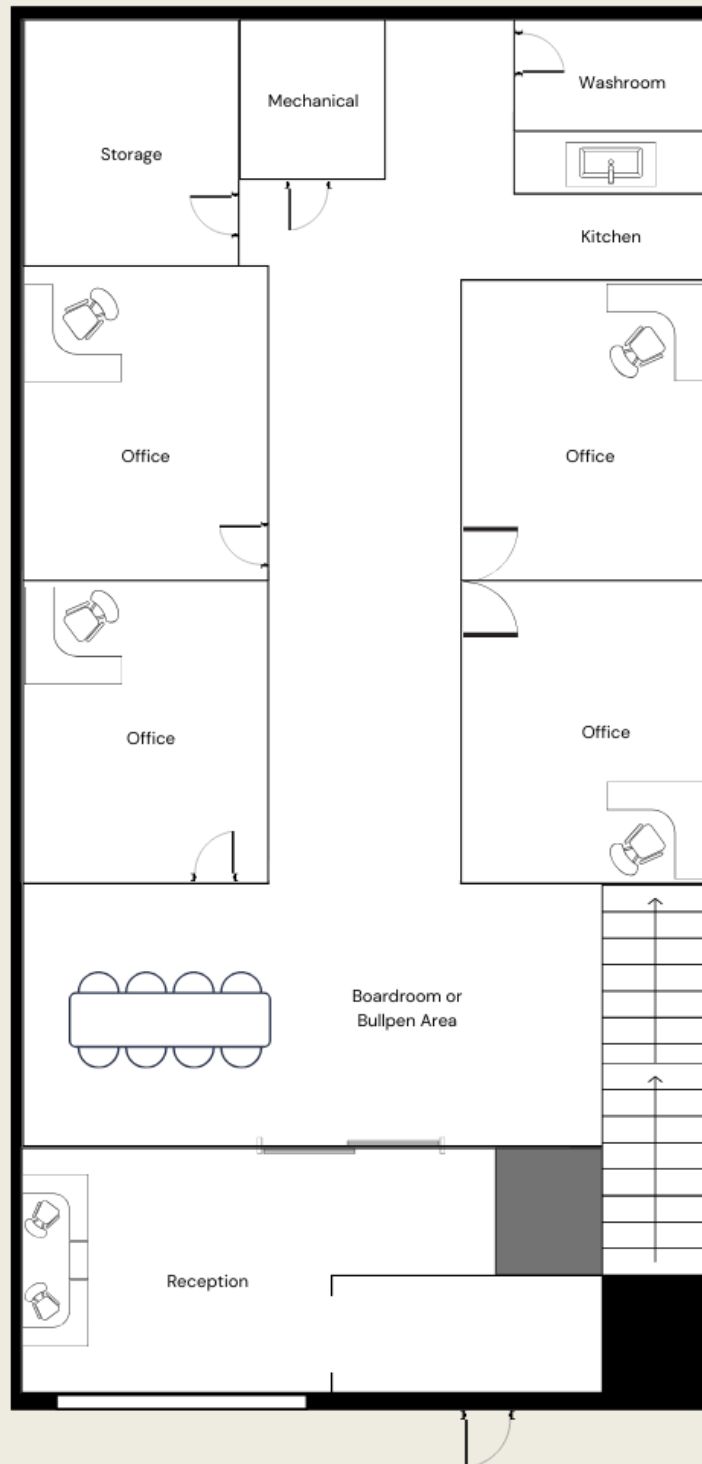 Washroom
Mechanical
Storage
Kitchen
Office
Office
Office
Office
Boardroom or
Bullpen Area
Reception